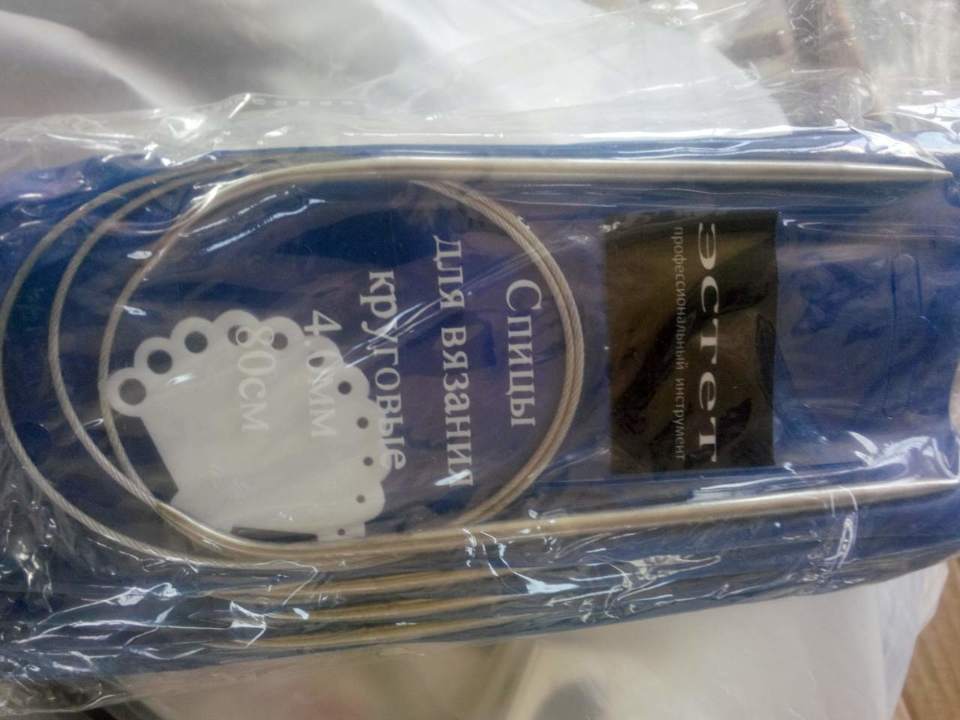 эстет
профессиональный инструмент
Спицы
для вязания
круговые
4.0мм
80см